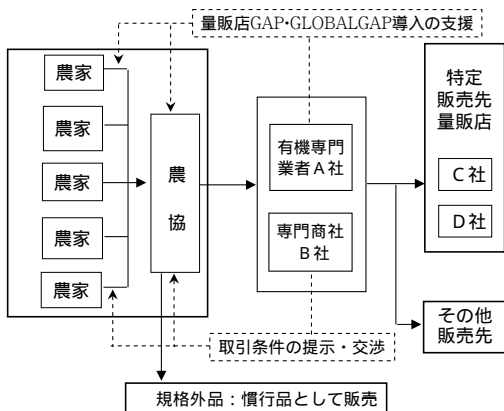 量販店GAP・GLOBALGAP導入の支援
農家
農家
農家
農家
農家
農
協
有機専門
業者A社
専門商社
B社
特定
販売先
量販店
C社
D社
その他
販売先
取引条件の提示・交渉
規格外品：慣行品として販売